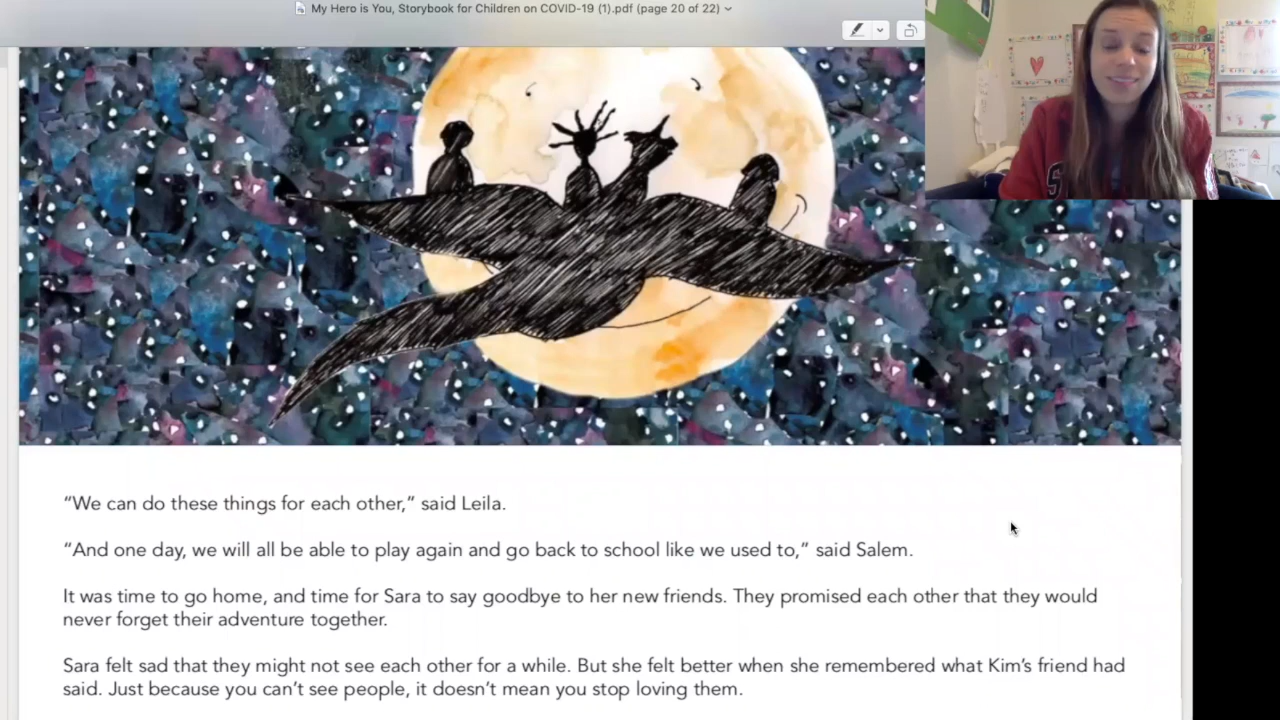 My Hero is You, Storybook for Children on COVID-19 (1).pdf (page 20 of 22)
“We can do these things for each other,” said Leila.
“And one day, we will all be able to play again and go back to school like we used to,” said Salem.
It was time to go home, and time for Sara to say goodbye to her new friends. They promised each other that they would
never forget their adventure together.
Sara felt sad that they might not see each other for a while. But she felt better when she remembered what Kim’s friend had
said. Just because you can’t see people, it doesn’t mean you stop loving them.